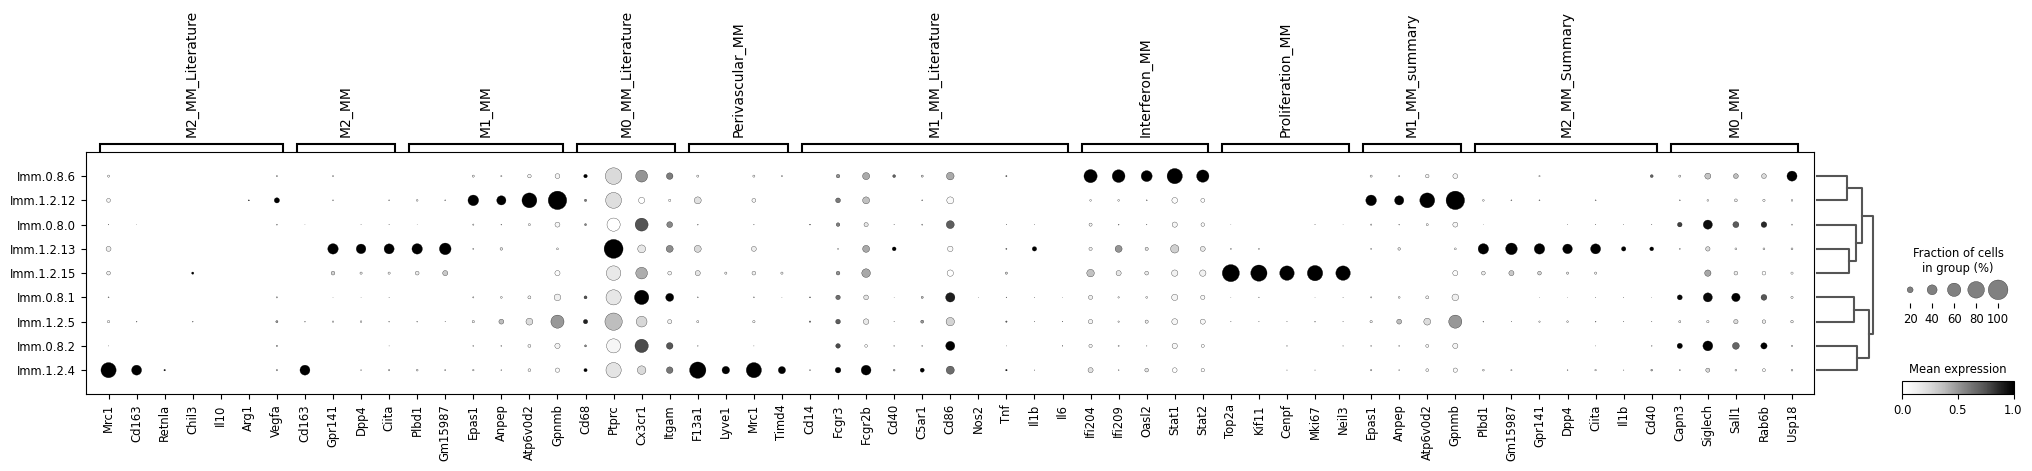 M2_MM_Literature
M2_MM
M1_MM
M0_MM_Literature
Perivascular_MM
M1_MM_Literature
Interferon_MM
Proliferation_MM
M1_MM_summary
M2_MM_Summary
M0_MM
Imm.0.8.6
Imm.1.2.12
Imm.0.8.0
Imm.1.2.13
Imm.1.2.15
Imm.0.8.1
Imm.1.2.5
Imm.0.8.2
Imm.1.2.4
Mrc1
Cd163
Retnla
Chil3
Il10
Arg1
Vegfa
Cd163
Gpr141
Dpp4
Ciita
Plbd1
Gm15987
Epas1
Anpep
Atp6v0d2
Gpnmb
Cd68
Ptprc
Cx3cr1
Itgam
F13a1
Lyve1
Mrc1
Timd4
Cd14
Fcgr3
Fcgr2b
Cd40
C5ar1
Cd86
Nos2
Tnf
Il1b
Il6
Ifi204
Ifi209
Oasl2
Stat1
Stat2
Top2a
Kif11
Cenpf
Mki67
Neil3
Epas1
Anpep
Atp6v0d2
Gpnmb
Plbd1
Gm15987
Gpr141
Dpp4
Ciita
Il1b
Cd40
Capn3
Siglech
Sall1
Rab6b
Usp18
Fraction of cells
in group (%)
20 40 60 80 100
Mean expression
0.0 0.5 1.0